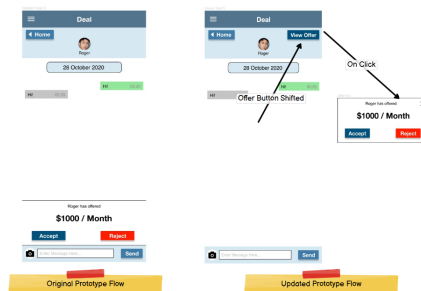 Deal
Home
Roger
28 October 2020
Hi!
Hi!
Roger has offered
$1000 / Month
Accept
Reject
Enter Message Here..
Send
Original Prototype Flow
Deal
Home
View Offer
Roger
28 October 2020
Hi!
Hi!
Offer Button Shifted
On Click
Roger has offered
$1000 / Month
Accept
Reject
Enter Message Here..
Send
Updated Prototype Flow